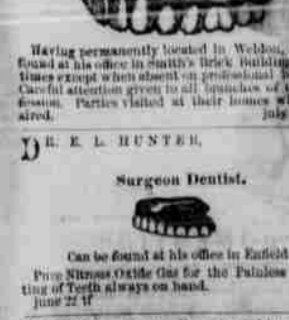 Having permanently located in Weldon,
found at his office in Smith's Brick Building
times except when absent on professional
Careful attention given to all branches of
fession. Parties visited at their homes
sired. july
DR. E. L. HUNTER,
Surgeon Dentist.
Can be found at his office in Enfield
Pure Nitrous Oxide Gas for the Painless
ting of Teeth always on hand.
june 22 tf